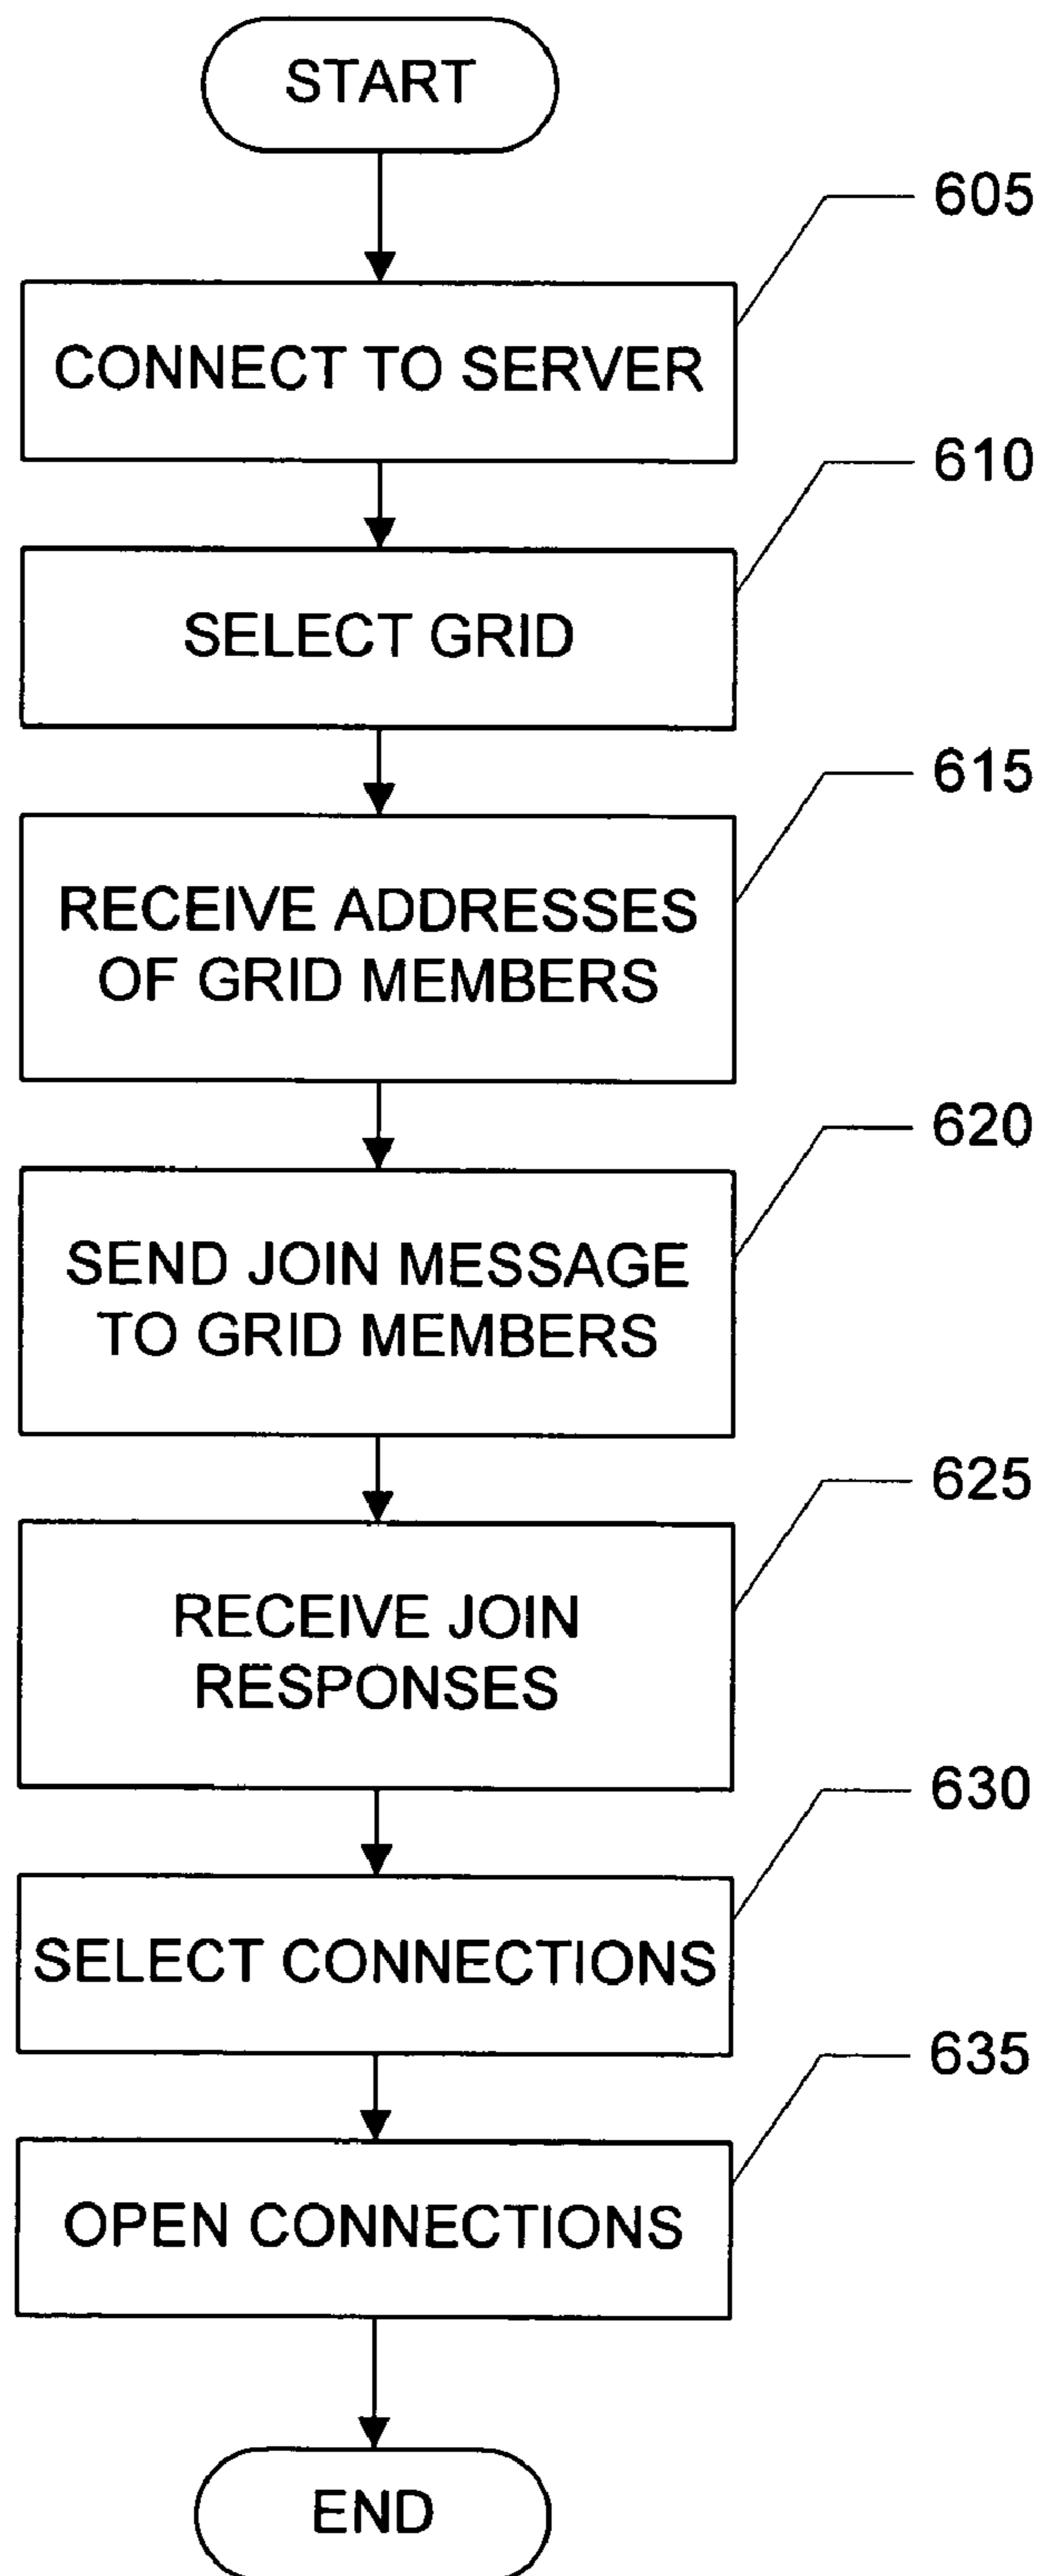 START
605
CONNECT TO SERVER
610
SELECT GRID
615
RECEIVE ADDRESSES
OF GRID MEMBERS
620
SEND JOIN MESSAGE
TO GRID MEMBERS
625
RECEIVE JOIN
RESPONSES
630
SELECT CONNECTIONS
635
OPEN CONNECTIONS
END